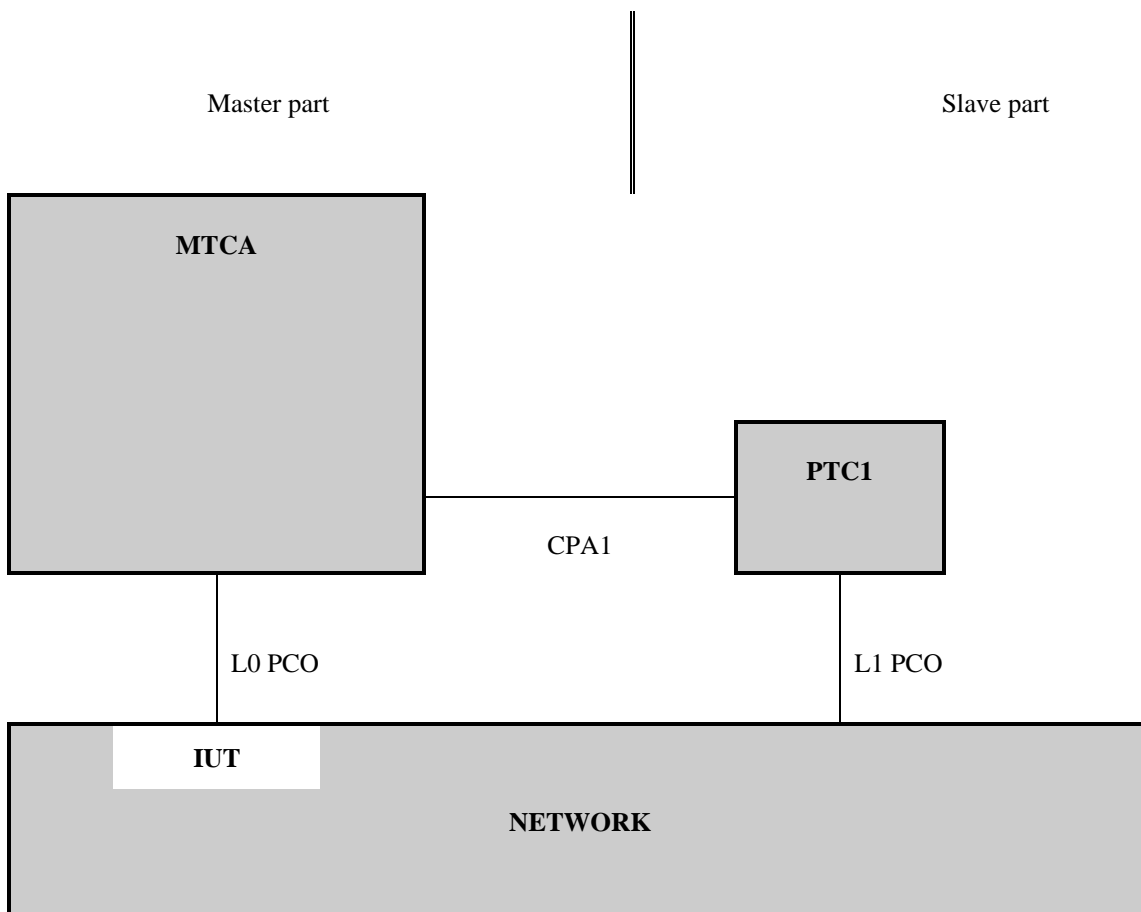 Master part
Slave part
MTCA
PTC1
CPA1
L0 PCO
L1 PCO
IUT
NETWORK